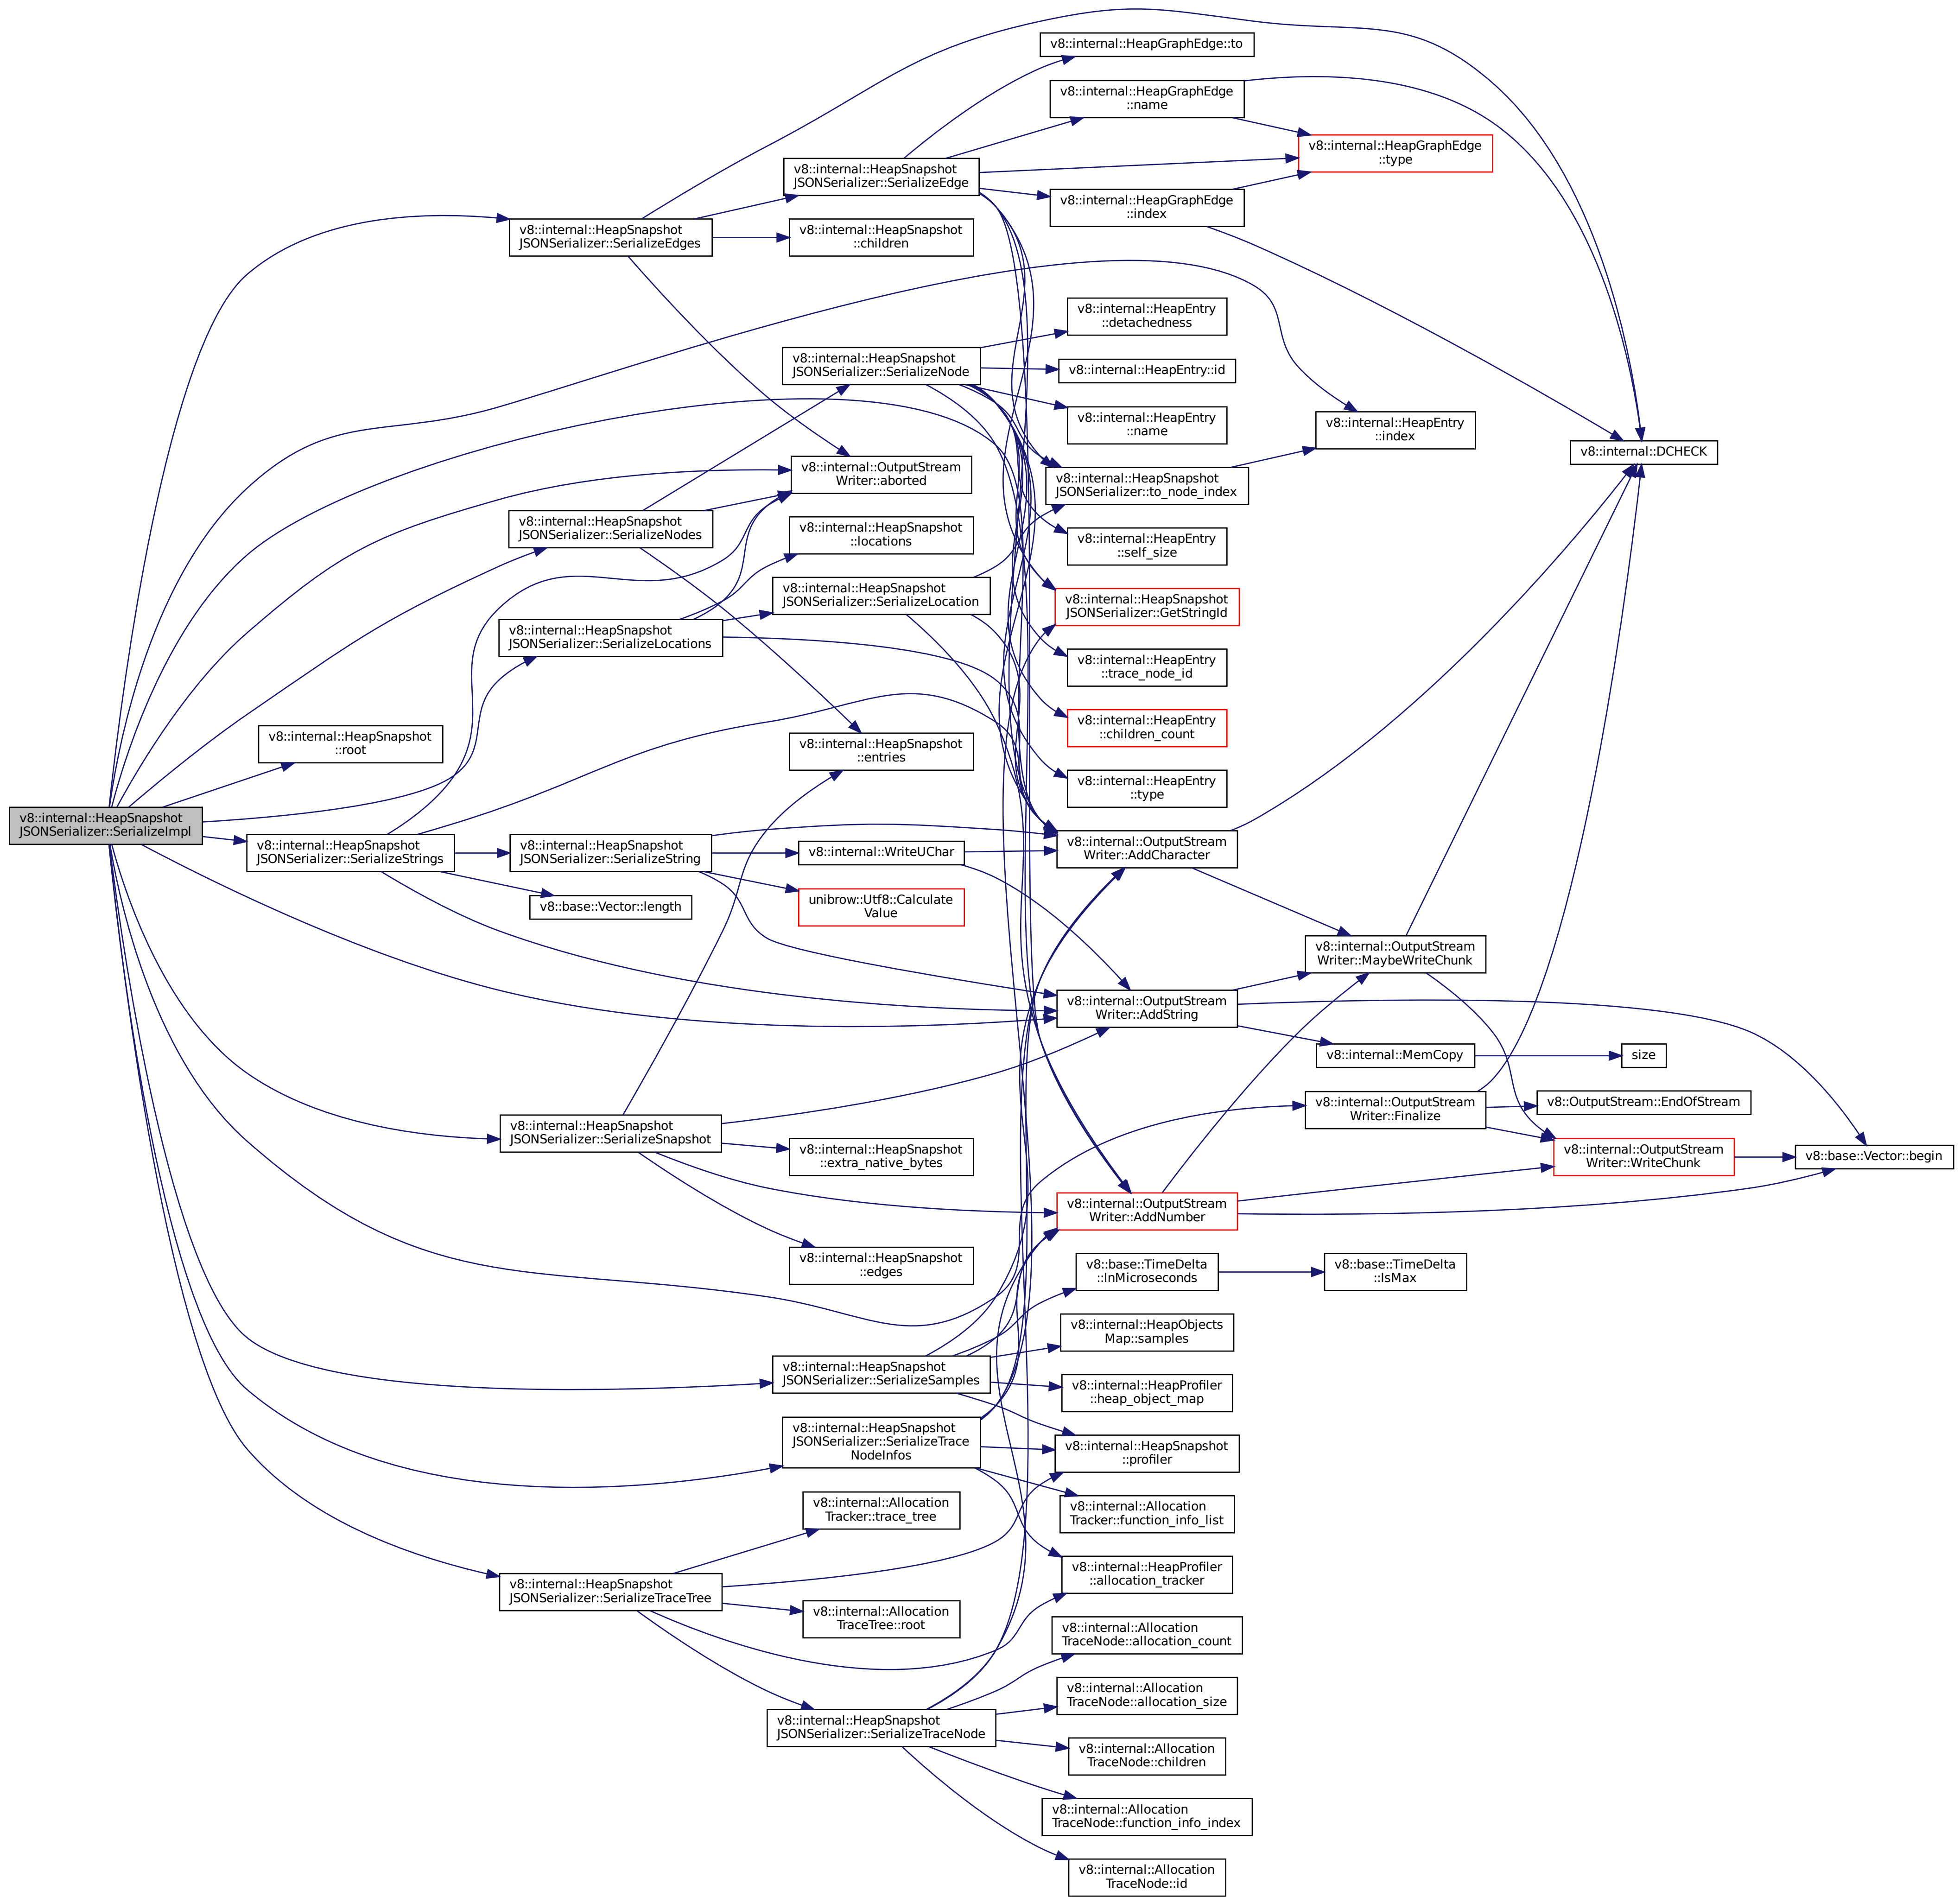 v8::internal::HeapSnapshot
JSONSerializer::SerializeImpl
v8::internal::HeapSnapshot
JSONSerializer::SerializeEdges
v8::internal::HeapSnapshot
JSONSerializer::SerializeNodes
v8::internal::HeapSnapshot
JSONSerializer::SerializeLocations
v8::internal::HeapSnapshot
::root
v8::internal::HeapSnapshot
JSONSerializer::SerializeStrings
v8::internal::HeapSnapshot
JSONSerializer::SerializeString
v8::base::Vector::length
v8::internal::HeapSnapshot
JSONSerializer::SerializeSnapshot
v8::internal::HeapSnapshot
JSONSerializer::SerializeTraceTree
v8::internal::HeapSnapshot
JSONSerializer::SerializeEdge
v8::internal::HeapSnapshot
::children
v8::internal::HeapSnapshot
JSONSerializer::SerializeNode
v8::internal::OutputStream
Writer::aborted
v8::internal::HeapSnapshot
::locations
v8::internal::HeapSnapshot
JSONSerializer::SerializeLocation
v8::internal::HeapSnapshot
::entries
v8::internal::WriteUChar
unibrow::Utf8::Calculate
Value
v8::internal::HeapSnapshot
::extra_native_bytes
v8::internal::HeapSnapshot
::edges
v8::internal::HeapSnapshot
JSONSerializer::SerializeSamples
v8::internal::HeapSnapshot
JSONSerializer::SerializeTrace
NodeInfos
v8::internal::Allocation
Tracker::trace_tree
v8::internal::Allocation
TraceTree::root
v8::internal::HeapSnapshot
JSONSerializer::SerializeTraceNode
v8::internal::HeapGraphEdge::to
v8::internal::HeapGraphEdge
::name
v8::internal::HeapGraphEdge
::index
v8::internal::HeapEntry
::detachedness
v8::internal::HeapEntry::id
v8::internal::HeapEntry
::name
v8::internal::HeapSnapshot
JSONSerializer::to_node_index
v8::internal::HeapEntry
::self_size
v8::internal::HeapSnapshot
JSONSerializer::GetStringId
v8::internal::HeapEntry
::trace_node_id
v8::internal::HeapEntry
::children_count
v8::internal::HeapEntry
::type
v8::internal::OutputStream
Writer::AddCharacter
v8::internal::OutputStream
Writer::AddString
v8::internal::OutputStream
Writer::AddNumber
v8::base::TimeDelta
::InMicroseconds
v8::internal::HeapObjects
Map::samples
v8::internal::HeapProfiler
::heap_object_map
v8::internal::HeapSnapshot
::profiler
v8::internal::Allocation
Tracker::function_info_list
v8::internal::HeapProfiler
::allocation_tracker
v8::internal::Allocation
TraceNode::allocation_count
v8::internal::Allocation
TraceNode::allocation_size
v8::internal::Allocation
TraceNode::children
v8::internal::Allocation
TraceNode::function_info_index
v8::internal::Allocation
TraceNode::id
v8::internal::HeapGraphEdge
::type
v8::internal::HeapEntry
::index
v8::internal::OutputStream
Writer::MaybeWriteChunk
v8::internal::MemCopy
v8::internal::OutputStream
Writer::Finalize
v8::base::TimeDelta
::IsMax
v8::internal::DCHECK
size
v8::OutputStream::EndOfStream
v8::internal::OutputStream
Writer::WriteChunk
v8::base::Vector::begin